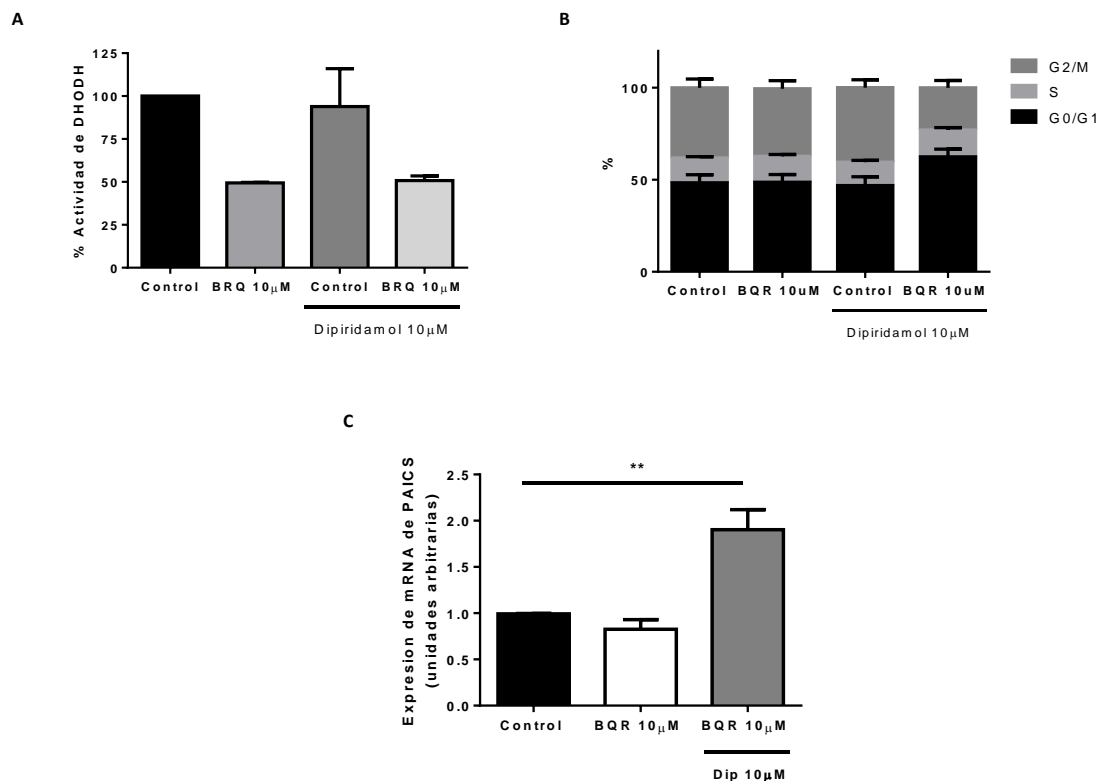 A
% Actividad de DHODH
125
100
75
50
25
0
Control BRQ 10μM Control BRQ 10μM
Dipiridamol 10μM
B
%
100
50
0
Control BQR 10uM Control BQR 10uM
Dipiridamol 10μM
G2/M
S
G0/G1
C
Expresion de mRNA de PAICS
(unidades arbitrarias)
2.5
2.0
1.5
1.0
0.5
0.0
**
Control BQR 10μM BQR 10μM
Dip 10μM